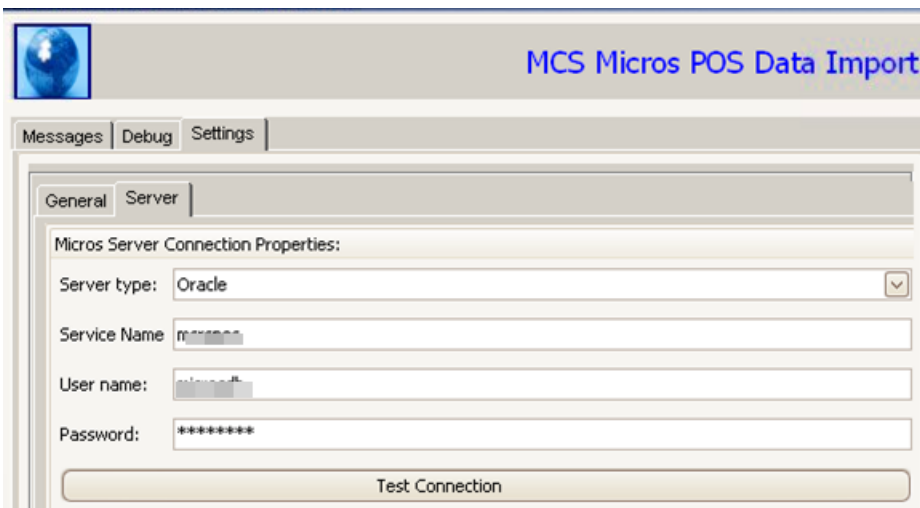 MCS Micros POS Data Import
Messages Debug Settings
General Server
Micros Server Connection Properties:
Server type: Oracle
Service Name
User name:
Password: ********
Test Connection